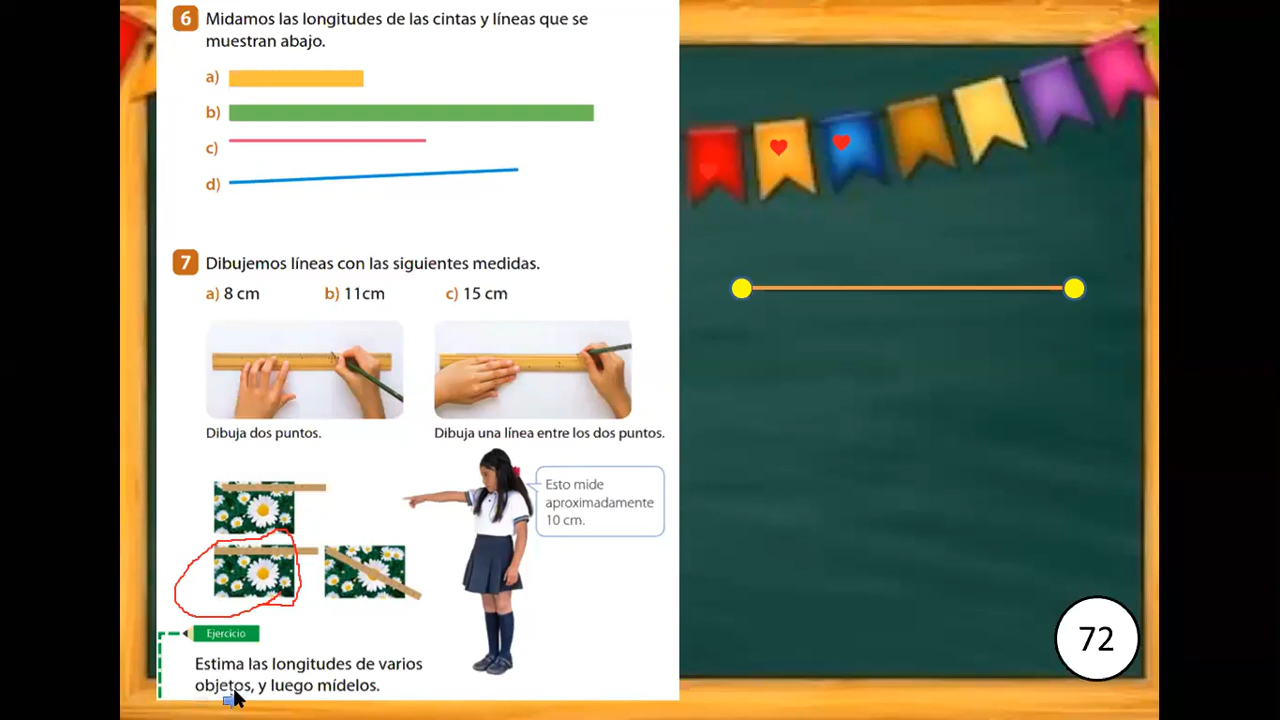 6 Midamos las longitudes de las cintas y líneas que se
muestran abajo.
a)
b)
c)
d)
7 Dibujemos líneas con las siguientes medidas.
a) 8 cm b) 11cm c) 15 cm
Dibuja dos puntos. Dibuja una línea entre los dos puntos.
Esto mide
aproximadamente
10 cm.
Ejercicio
Estima las longitudes de varios
objetos, y luego mídelos.
72